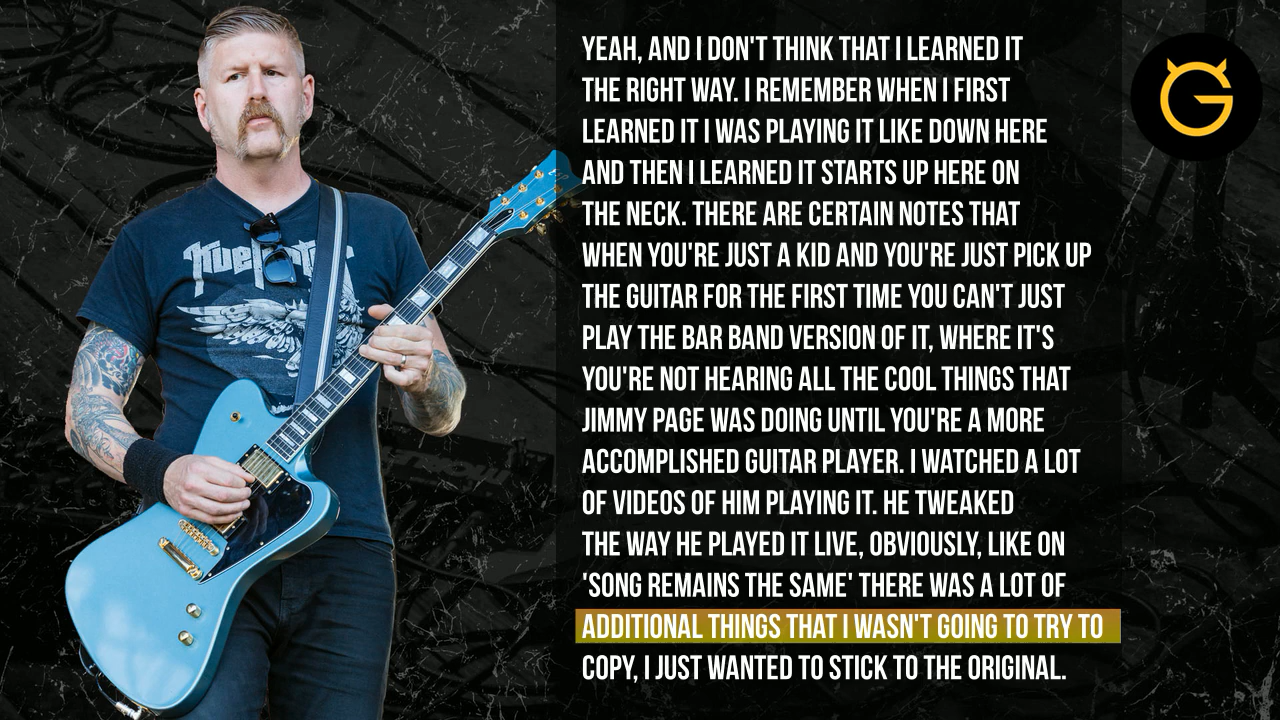 YEAH, AND I DON'T THINK THAT I LEARNED IT
THE RIGHT WAY. I REMEMBER WHEN I FIRST
LEARNED IT I WAS PLAYING IT LIKE DOWN HERE
AND THEN I LEARNED IT STARTS UP HERE ON
THE NECK. THERE ARE CERTAIN NOTES THAT
WHEN YOU'RE JUST A KID AND YOU'RE JUST PICK UP
THE GUITAR FOR THE FIRST TIME YOU CAN'T JUST
PLAY THE BAR BAND VERSION OF IT, WHERE IT'S
YOU'RE NOT HEARING ALL THE COOL THINGS THAT
JIMMY PAGE WAS DOING UNTIL YOU'RE A MORE
ACCOMPLISHED GUITAR PLAYER. I WATCHED A LOT
OF VIDEOS OF HIM PLAYING IT. HE TWEAKED
THE WAY HE PLAYED IT LIVE, OBVIOUSLY, LIKE ON
'SONG REMAINS THE SAME' THERE WAS A LOT OF
ADDITIONAL THINGS THAT I WASN'T GOING TO TRY TO
COPY, I JUST WANTED TO STICK TO THE ORIGINAL.
G